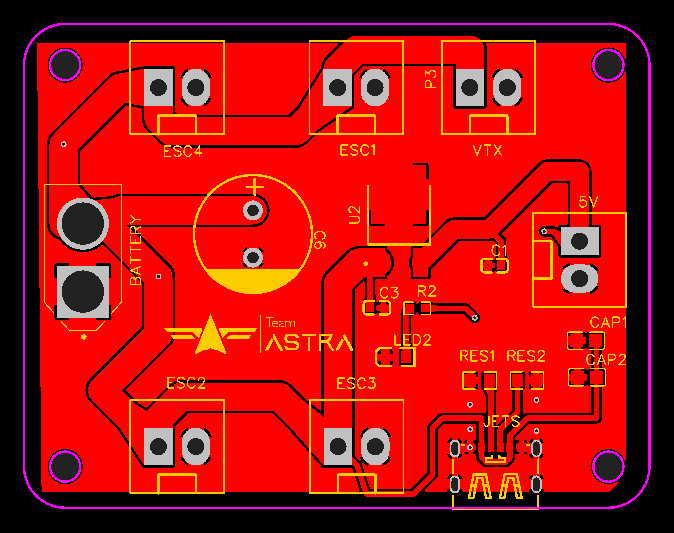 P3
ESC4
ESC1
VTX
U2
5V
BATTERY
C6
C1
C3
R2
Team
ASTRA
LED2
CAP1
CAP2
RES1
RES2
ESC2
ESC3
JETS